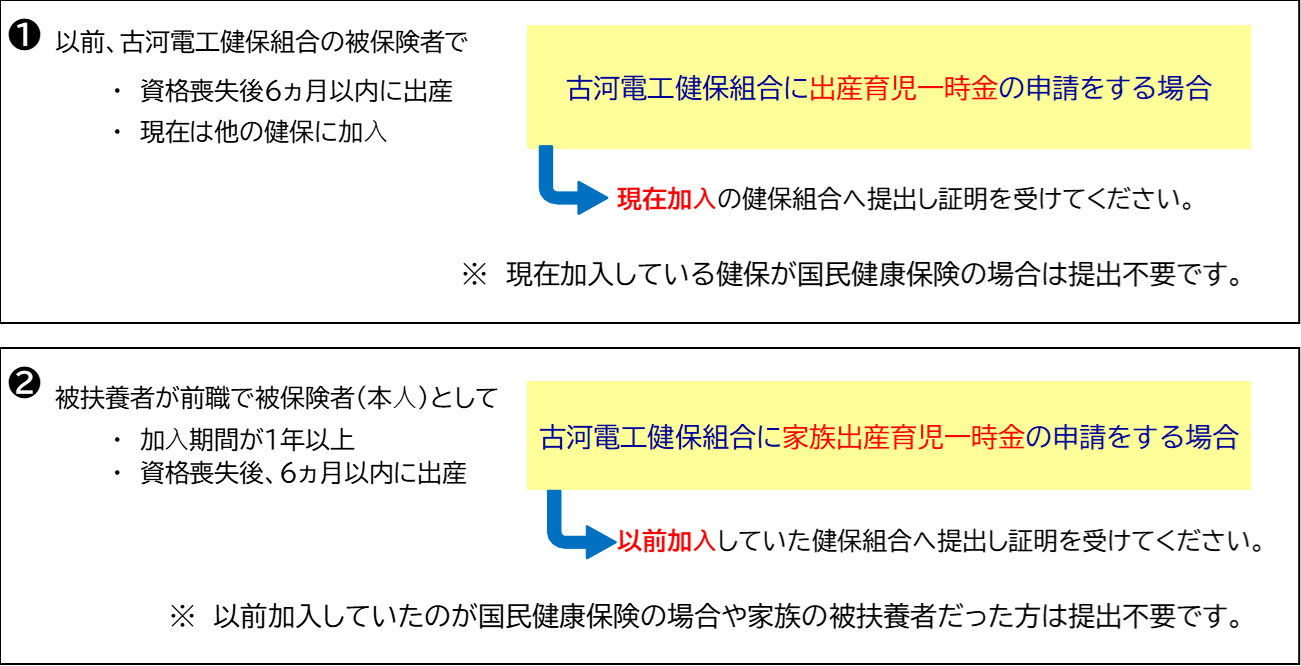 ❶ 以前、古河電工健保組合の被保険者で
・ 資格喪失後6ヵ月以内に出産
・ 現在は他の健保に加入
古河電工健保組合に出産育児一時金の申請をする場合
現在加入の健保組合へ提出し証明を受けてください。
※ 現在加入している健保が国民健康保険の場合は提出不要です。
❷ 被扶養者が前職で被保険者(本人)として
・ 加入期間が1年以上
・ 資格喪失後、6ヵ月以内に出産
古河電工健保組合に家族出産育児一時金の申請をする場合
以前加入していた健保組合へ提出し証明を受けてください。
※ 以前加入していたのが国民健康保険の場合や家族の被扶養者だった方は提出不要です。